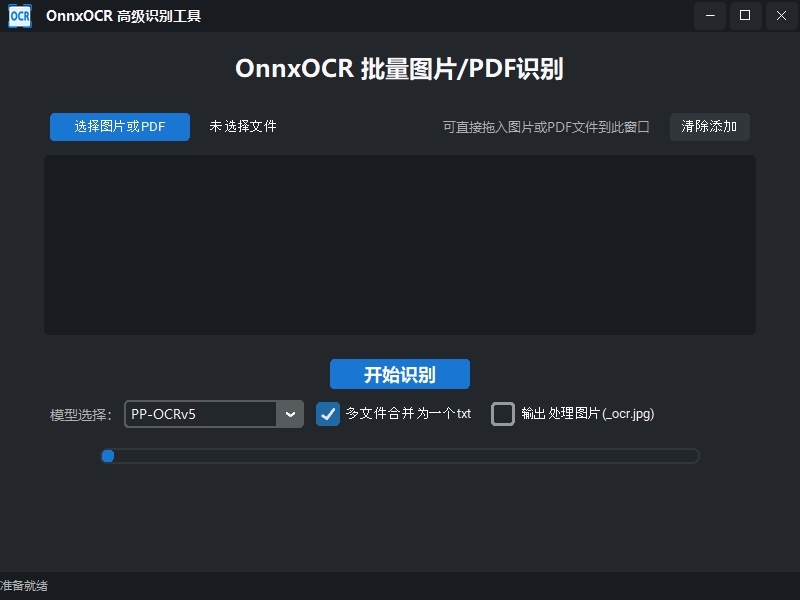 OCR OnnxOCR 高级识别工具
OnnxOCR 批量图片/PDF识别
选择图片或PDF 未选择文件 可直接拖入图片或PDF文件到此窗口 清除添加
开始识别
模型选择: PP-OCRv5 多文件合并为一个txt 输出处理图片(_ocr.jpg)
准备就绪